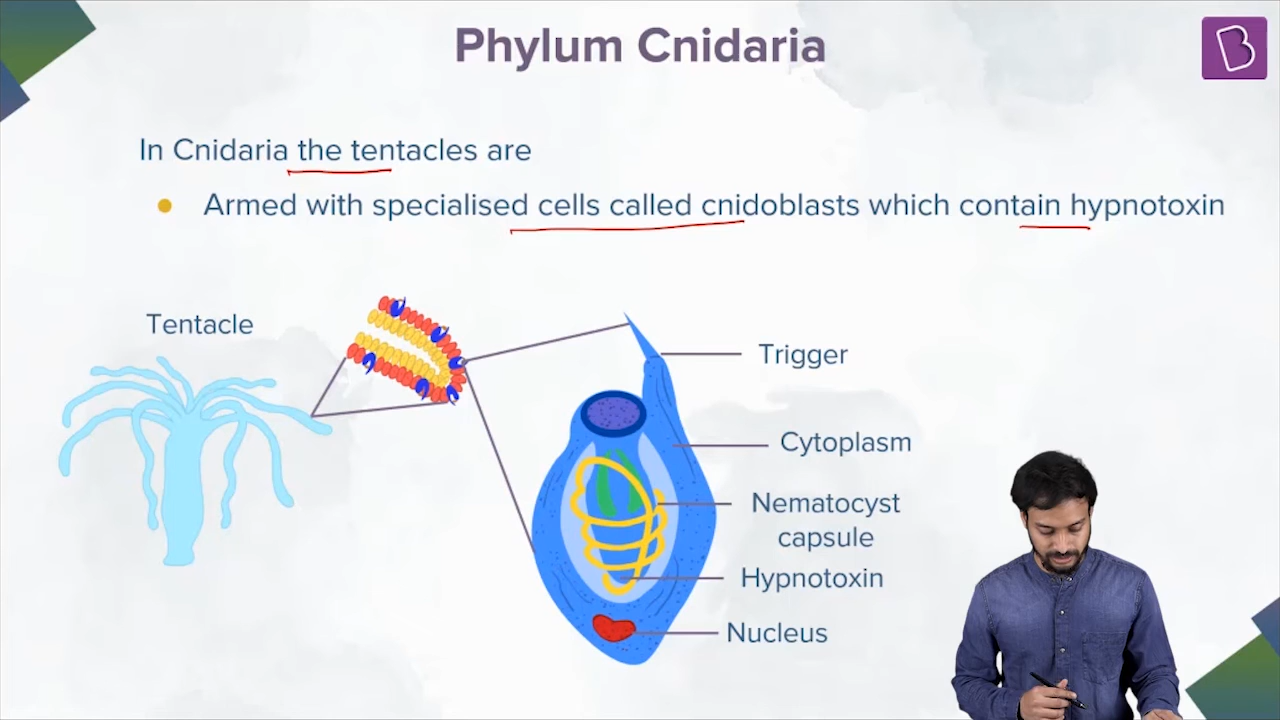 Phylum Cnidaria
In Cnidaria the tentacles are
Armed with specialised cells called cnidoblasts which contain hypnotoxin
Tentacle
Trigger
Cytoplasm
Nematocyst
capsule
Hypnotoxin
Nucleus